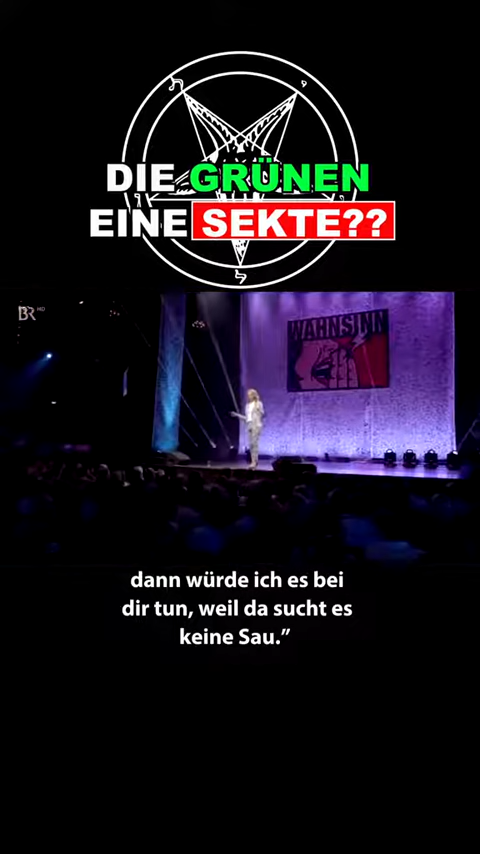 DIE GRÜNEN
EINE SEKTE??
BR HD
WAHNSINN
dann würde ich es bei
dir tun, weil da sucht es
keine Sau.”